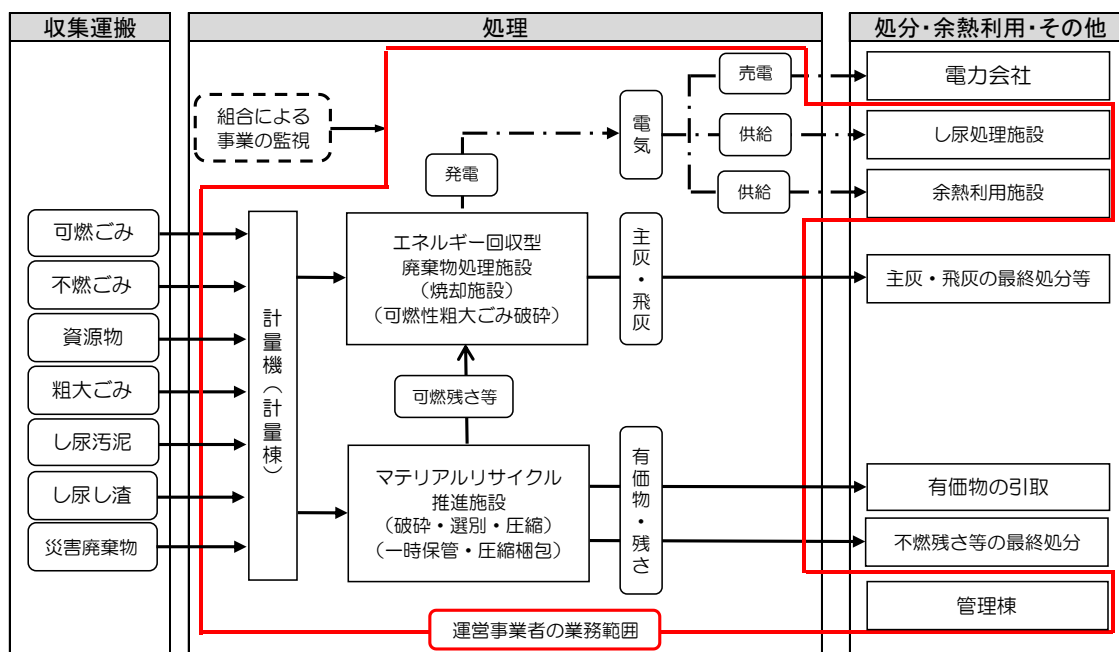 収集運搬
処理
処分・余熱利用・その他
組合による
事業の監視
可燃ごみ
不燃ごみ
資源物
粗大ごみ
し尿汚泥
し尿し渣
災害廃棄物
計量機（計量棟）
発電
電気
売電
供給
供給
エネルギー回収型
廃棄物処理施設
（焼却施設）
（可燃性粗大ごみ破砕）
主灰・飛灰
可燃残さ等
マテリアルリサイクル
推進施設
（破砕・選別・圧縮）
（一時保管・圧縮梱包）
有価物・残さ
電力会社
し尿処理施設
余熱利用施設
主灰・飛灰の最終処分等
有価物の引取
不燃残さ等の最終処分
管理棟
運営事業者の業務範囲